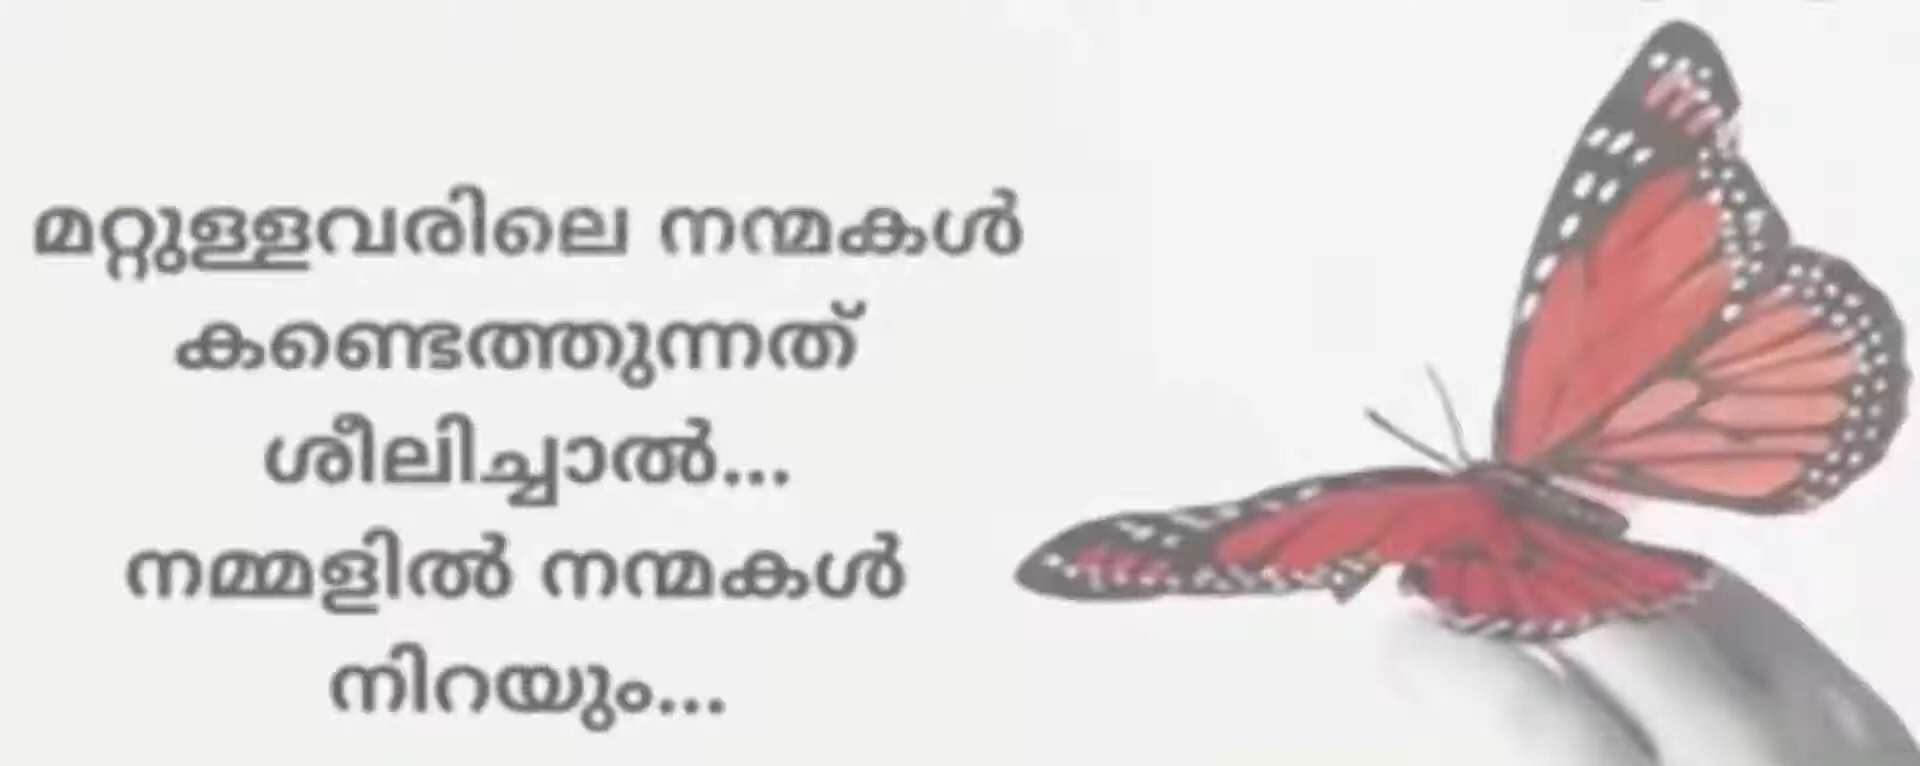 മറ്റുള്ളവരിലെ നന്മകൾ
കണ്ടെത്തുന്നത്
ശീലിച്ചാൽ...
നമ്മളിൽ നന്മകൾ
നിറയും...